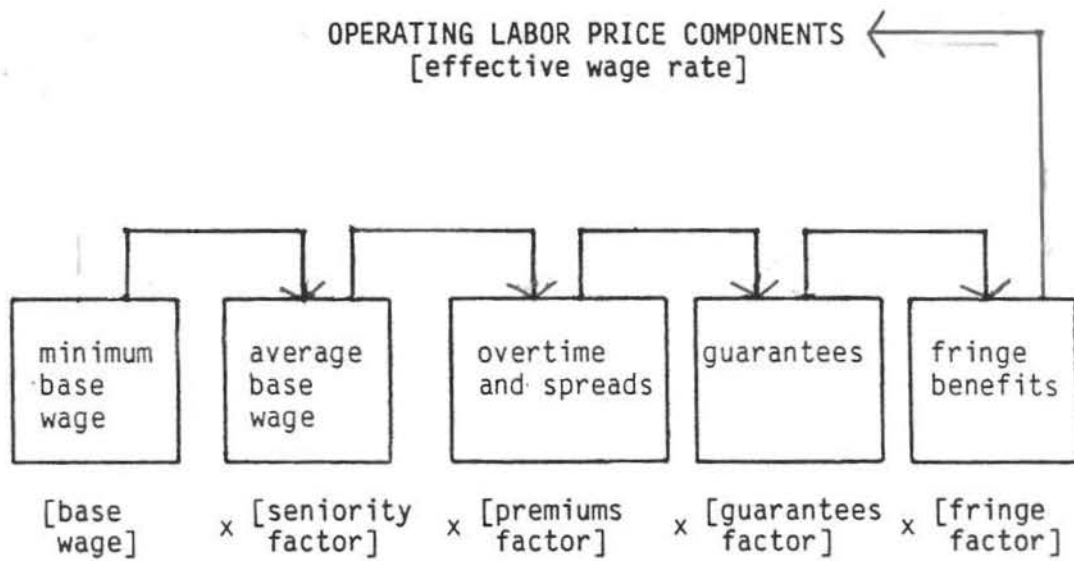 OPERATING LABOR PRICE COMPONENTS
[effective wage rate]
minimum
base
wage
average
base
wage
overtime
and spreads
guarantees
fringe
benefits
[base
wage]
x [seniority
factor]
x [premiums
factor]
x [guarantees
factor]
x [fringe
factor]